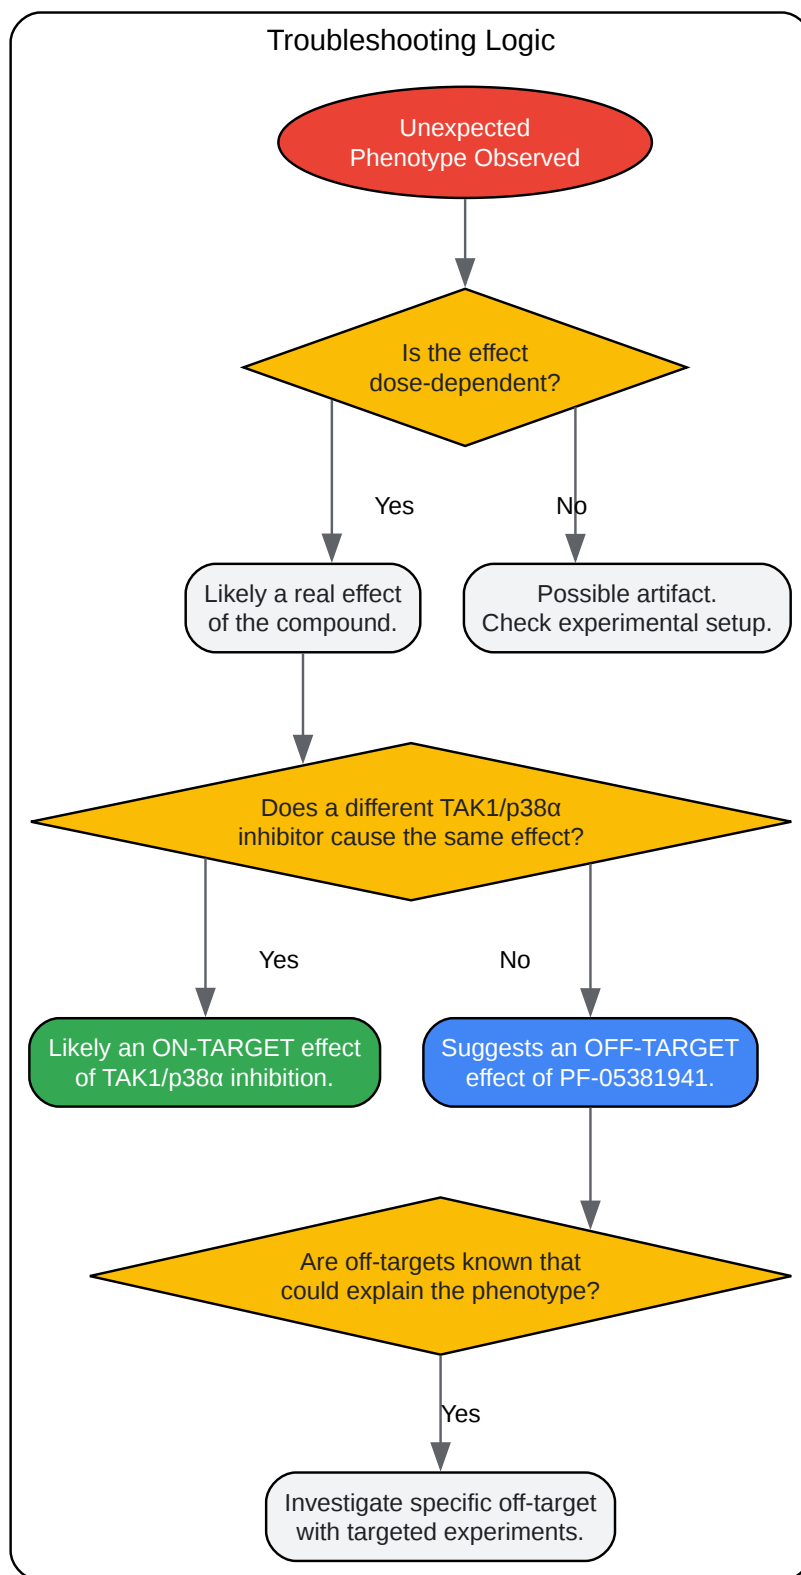 Troubleshooting Logic
Unexpected
Phenotype Observed
Is the effect
dose-dependent?
Yes
No
Likely a real effect
of the compound.
Possible artifact.
Check experimental setup.
Does a different TAK1/p38α
inhibitor cause the same effect?
Yes
No
Likely an ON-TARGET effect
of TAK1/p38α inhibition.
Suggests an OFF-TARGET
effect of PF-05381941.
Are off-targets known that
could explain the phenotype?
Yes
Investigate specific off-target
with targeted experiments.